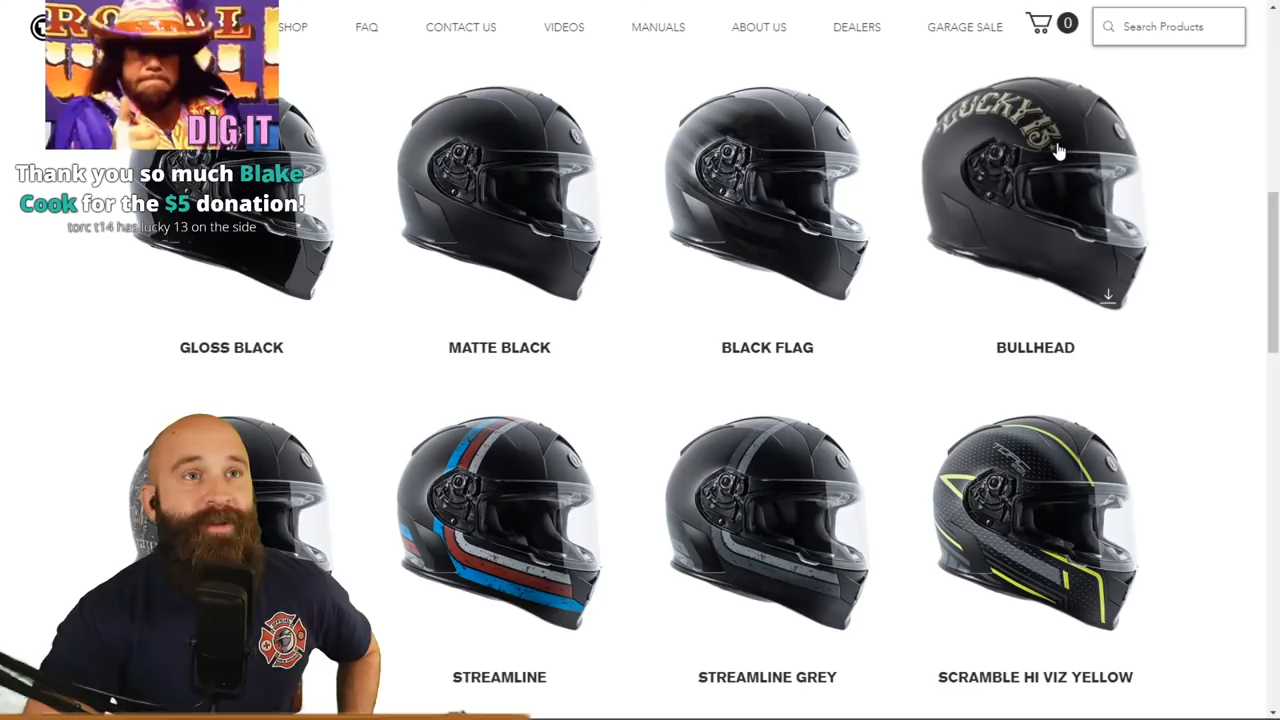 SHOP
FAQ
CONTACT US
VIDEOS
MANUALS
ABOUT US
DEALERS
GARAGE SALE
0
Search Products
DIG IT
Thank you so much Blake
Cook for the $5 donation!
torc t14 has lucky 13 on the side
LUCKY 13
GLOSS BLACK
MATTE BLACK
BLACK FLAG
BULLHEAD
STREAMLINE
STREAMLINE GREY
SCRAMBLE HI VIZ YELLOW